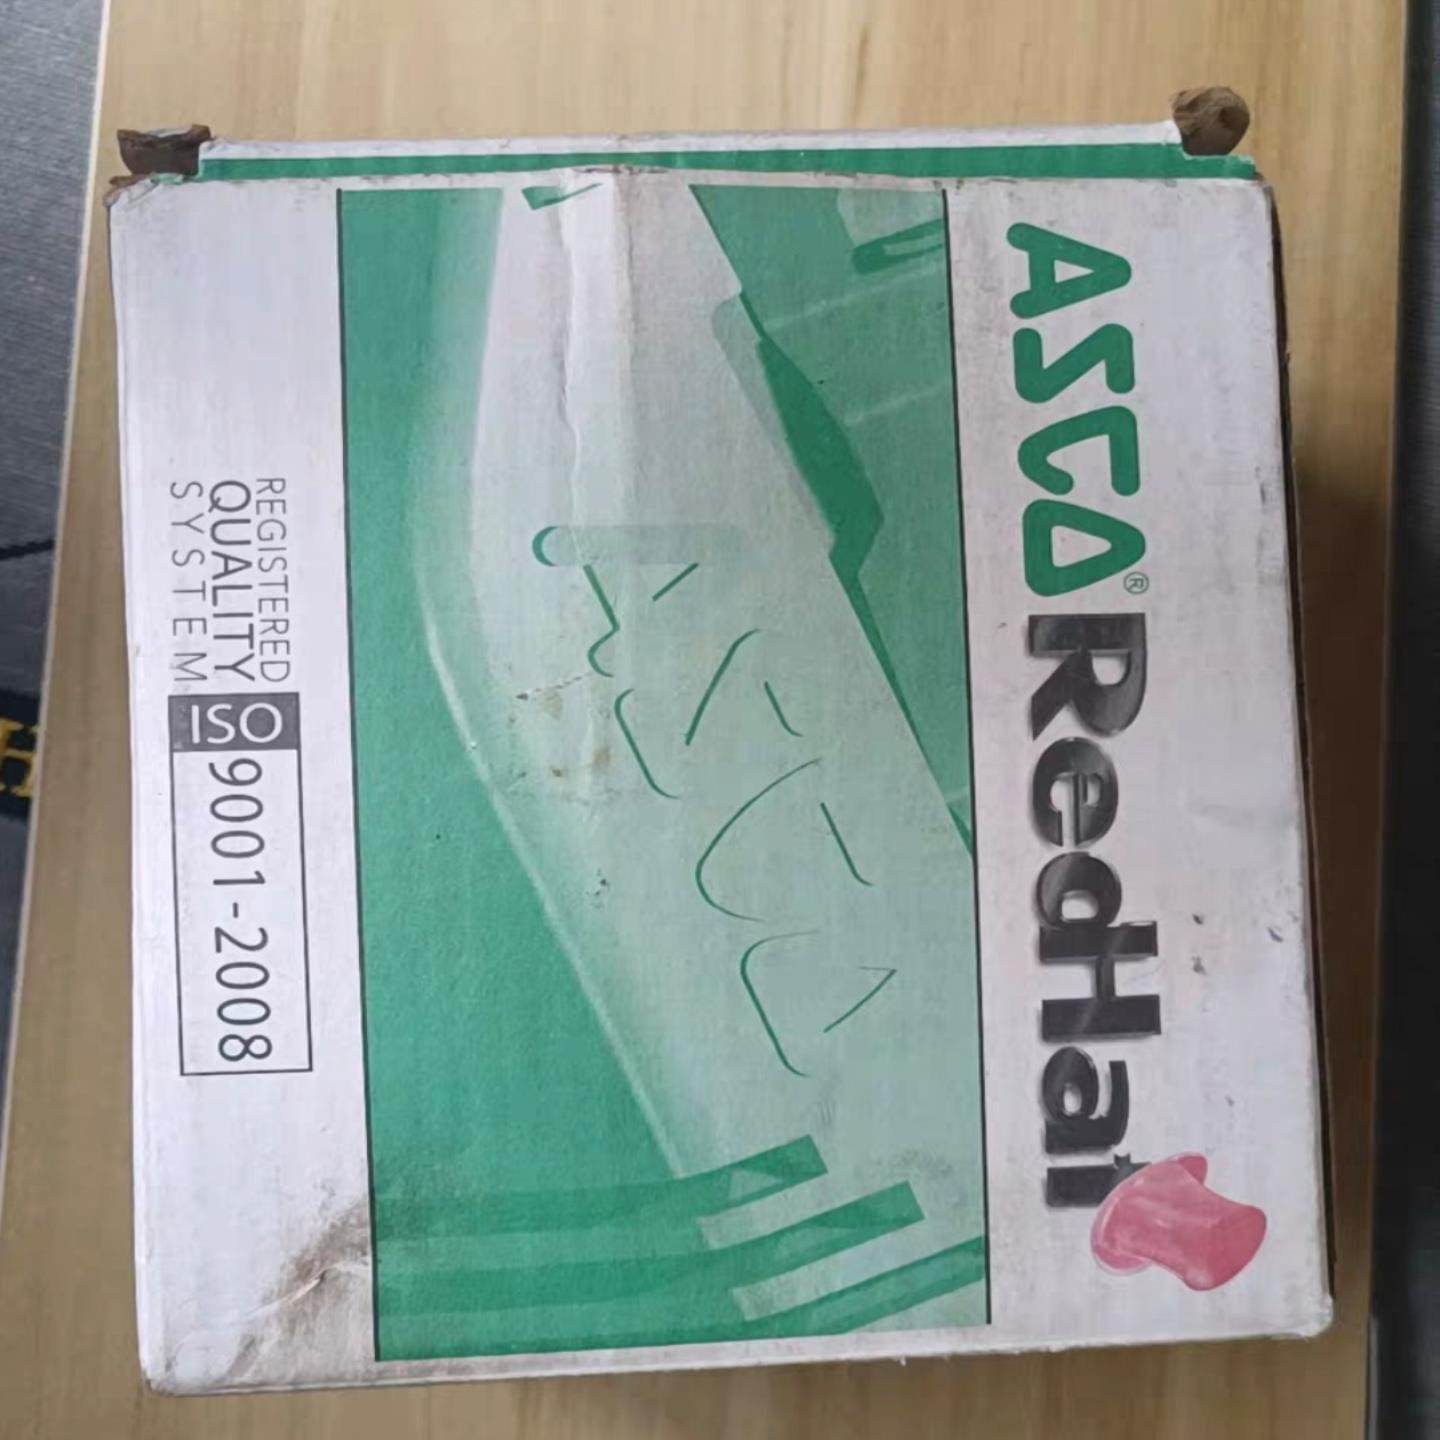 ASCO® RedHat
ASCO
REGISTERED
QUALITY
SYSTEM
ISO 9001-2008